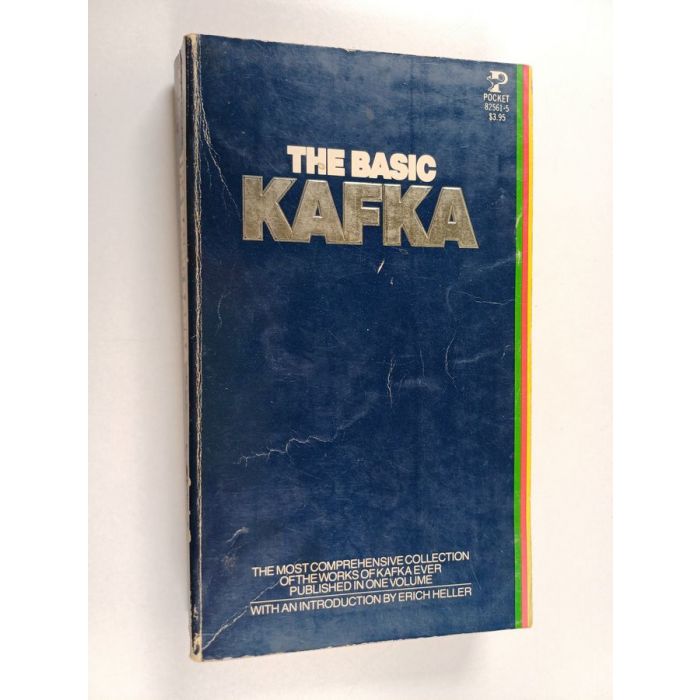 P
POCKET
82561-5
$3.95
THE BASIC
KAFKA
THE MOST COMPREHENSIVE COLLECTION
OF THE WORKS OF KAFKA EVER
PUBLISHED IN ONE VOLUME
WITH AN INTRODUCTION BY ERICH HELLER